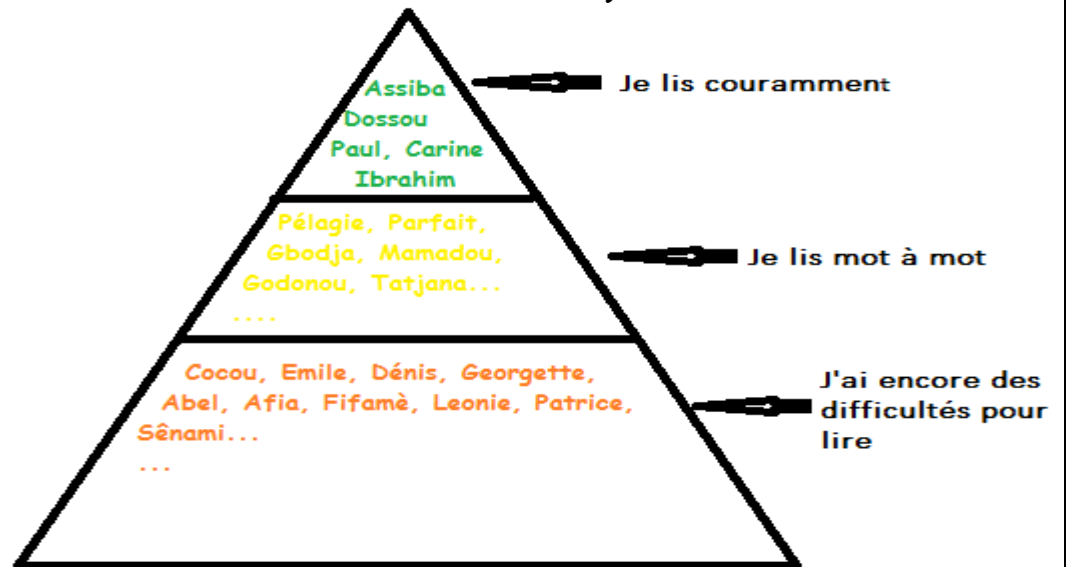 Assiba
Dossou
Paul, Carine
Ibrahim
Je lis couramment
Pélagie, Parfait,
Gbodja, Mamadou,
Godonou, Tatjana...
....
Je lis mot à mot
Cocou, Emile, Dénis, Georgette,
Abel, Afia, Fifamè, Leonie, Patrice,
Sênami...
...
J'ai encore des
difficultés pour
lire